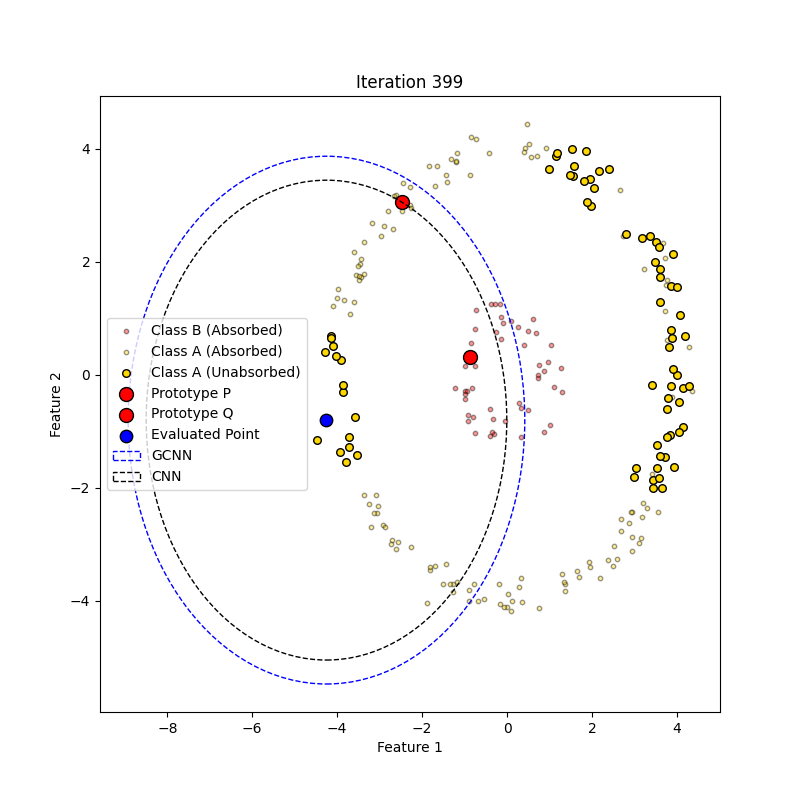 Iteration 399
Feature 2
4
2
0
−2
−4
Class B (Absorbed)
Class A (Absorbed)
Class A (Unabsorbed)
Prototype P
Prototype Q
Evaluated Point
GCNN
CNN
−8 −6 −4 −2 0 2 4
Feature 1